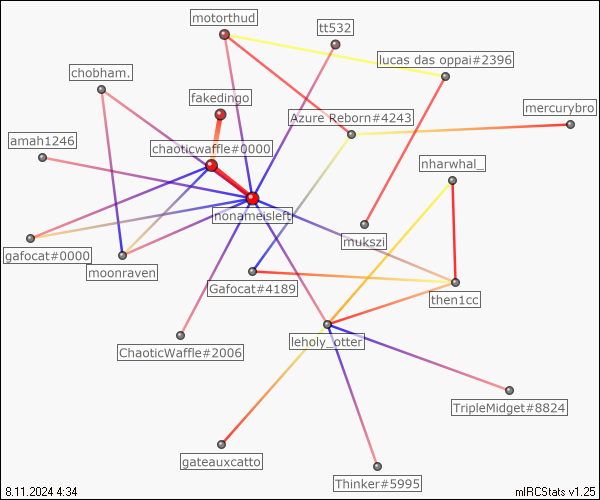 motorthud
tt532
lucas das oppai#2396
chobham.
fakedingo
mercurybro
Azure Reborn#4243
amah1246
chaoticwaffle#0000
nharwhal_
nonameisleft
mukszi
gafocat#0000
moonraven
Gafocat#4189
then1cc
leholy_otter
ChaoticWaffle#2006
TripleMidget#8824
gateauxcatto
Thinker#5995
8.11.2024 4:34
mIRCStats v1.25